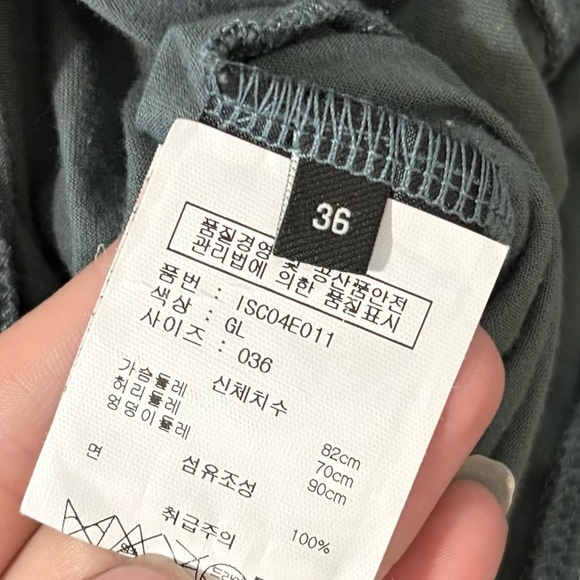 36
품질경영 및 공산품안전
관리법에 의한 품질표시
품번 : ISC04E011
색상 : GL
사이즈 : 036
신체치수
가슴둘레 82cm
허리둘레 70cm
엉덩이둘레 90cm
섬유조성
면 100%
취급주의